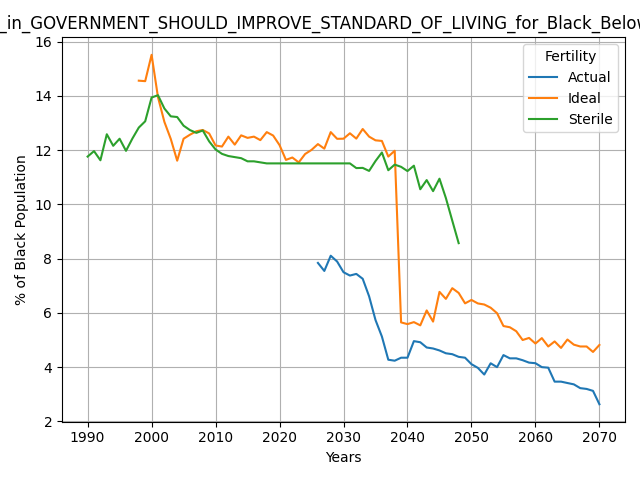 _in_GOVERNMENT_SHOULD_IMPROVE_STANDARD_OF_LIVING_for_Black_Below
Fertility
Actual
Ideal
Sterile
% of Black Population
16
14
12
10
8
6
4
2
1990 2000 2010 2020 2030 2040 2050 2060 2070
Years